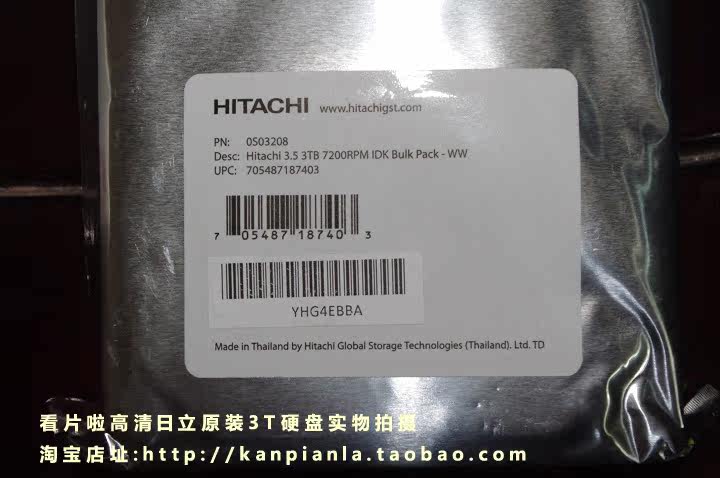 HITACHI www.hitachigst.com
PN: 0S03208
Desc: Hitachi 3.5 3TB 7200RPM IDK Bulk Pack - WW
UPC: 705487187403
7 05487 18740 3
YHG4EBBA
Made in Thailand by Hitachi Global Storage Technologies (Thailand). Ltd. TD
看片啦高清日立原装3T硬盘实物拍摄
淘宝店址:http://kanpianla.taobao.com